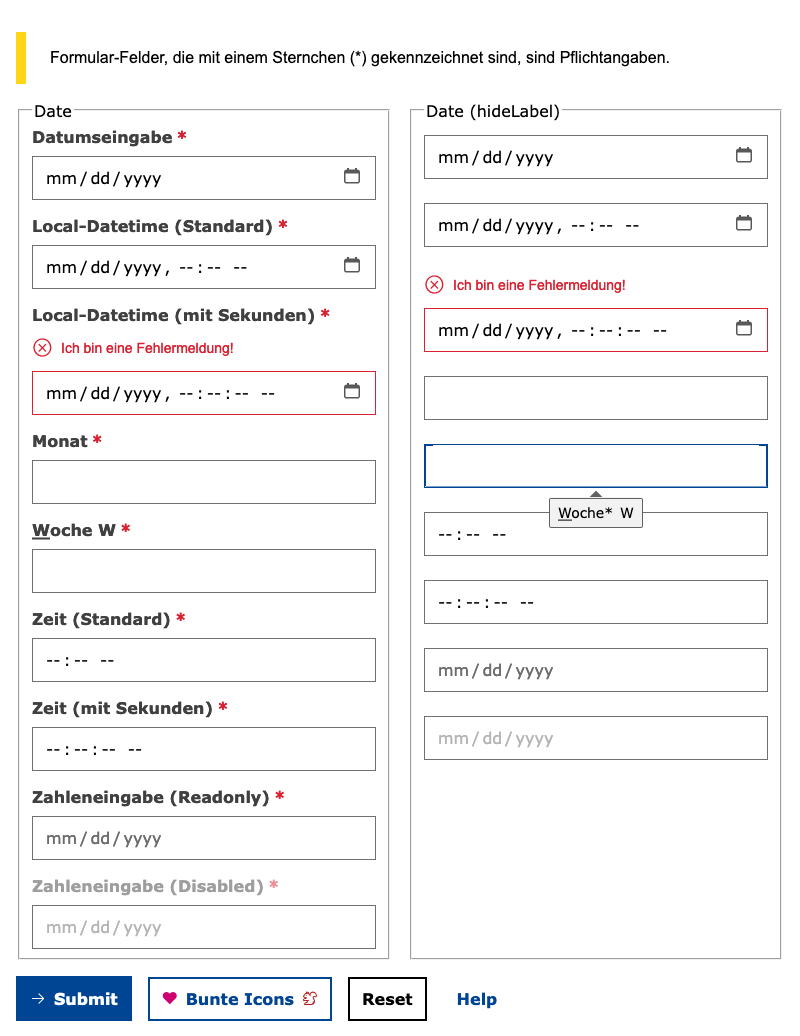 Formular-Felder, die mit einem Sternchen (*) gekennzeichnet sind, sind Pflichtangaben.
Date
Datumseingabe *
mm/dd/yyyy
Local-Datetime (Standard) *
mm/dd/yyyy, --:-- --
Local-Datetime (mit Sekunden) *
Ich bin eine Fehlermeldung!
mm/dd/yyyy, --:--:-- --
Monat *
Woche W *
Zeit (Standard) *
--:-- --
Zeit (mit Sekunden) *
--:--:-- --
Zahleneingabe (Readonly) *
mm/dd/yyyy
Zahleneingabe (Disabled) *
mm/dd/yyyy
Date (hideLabel)
mm/dd/yyyy
mm/dd/yyyy, --:-- --
Ich bin eine Fehlermeldung!
mm/dd/yyyy, --:--:-- --
Woche* W
--:-- --
--:--:-- --
mm/dd/yyyy
mm/dd/yyyy
Submit
Bunte Icons
Reset
Help